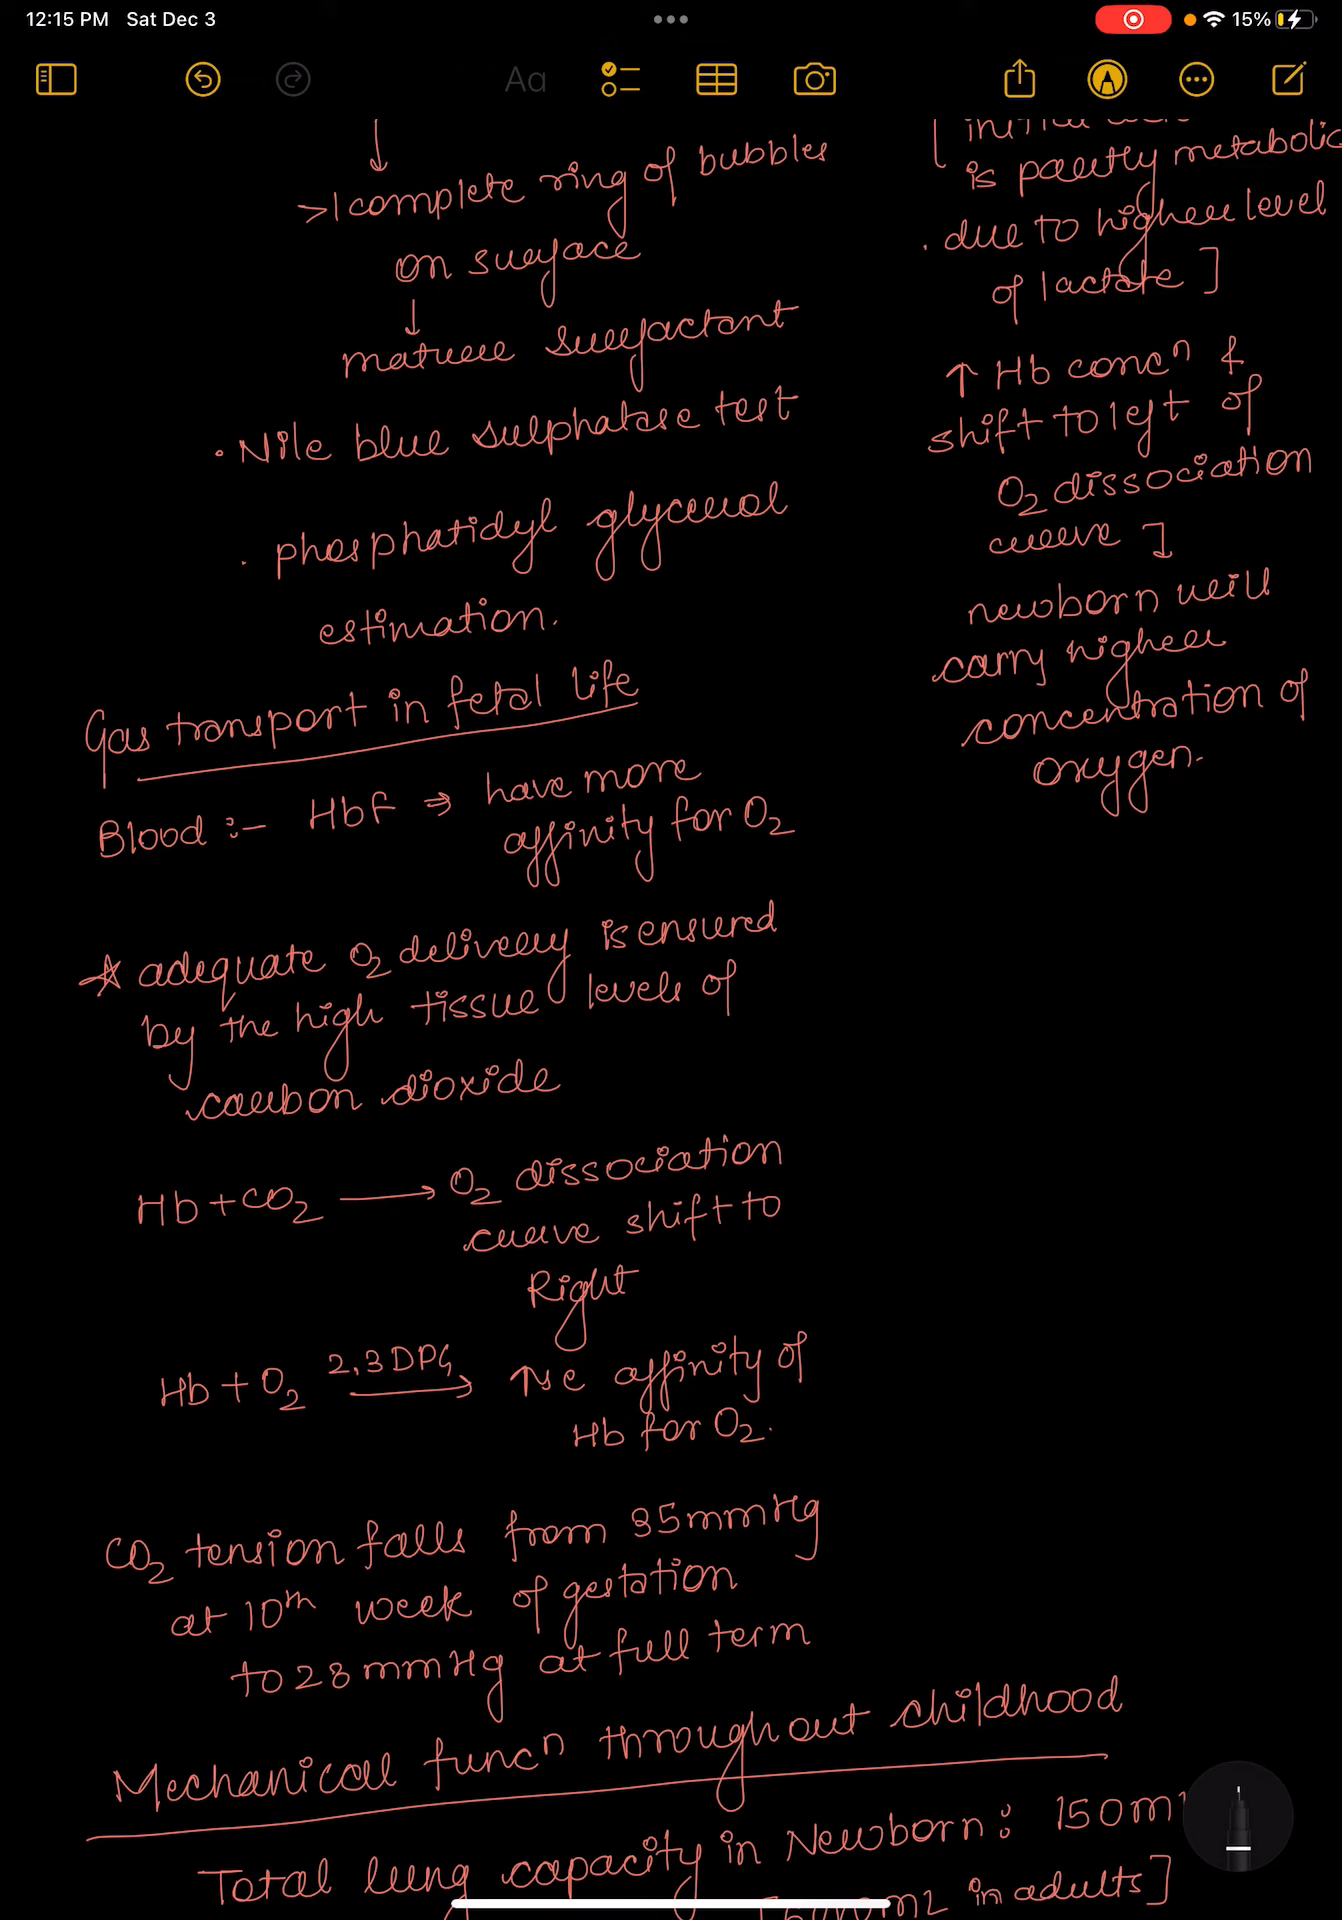 12:15 PM Sat Dec 3
15%
Aa
↓
>1 complete ring of bubbles
on surface
↓
mature surfactant
• Nile blue sulphatase test
. phosphatidyl glycerol
estimation.
Gas transport in fetal life
Blood :- HbF ⇒ have more
affinity for O2
☆ adequate O2 delivery is ensured
by the high tissue levels of
carbon dioxide
Hb + CO2 → O2 dissociation
curve shift to
Right
Hb + O2 2,3 DPG → ↑se affinity of
Hb for O2.
CO2 tension falls from 35mmHg
at 10th week of gestation
to 28 mmHg at full term
Mechanical funcn throughout childhood
Total lung capacity in Newborn : 150m
in adults]
is partly metabolic
. due to higher level
of lactate ]
↑ Hb concn &
shift to left of
O2 dissociation
curve ]
newborn will
carry higher
concentration of
oxygen.